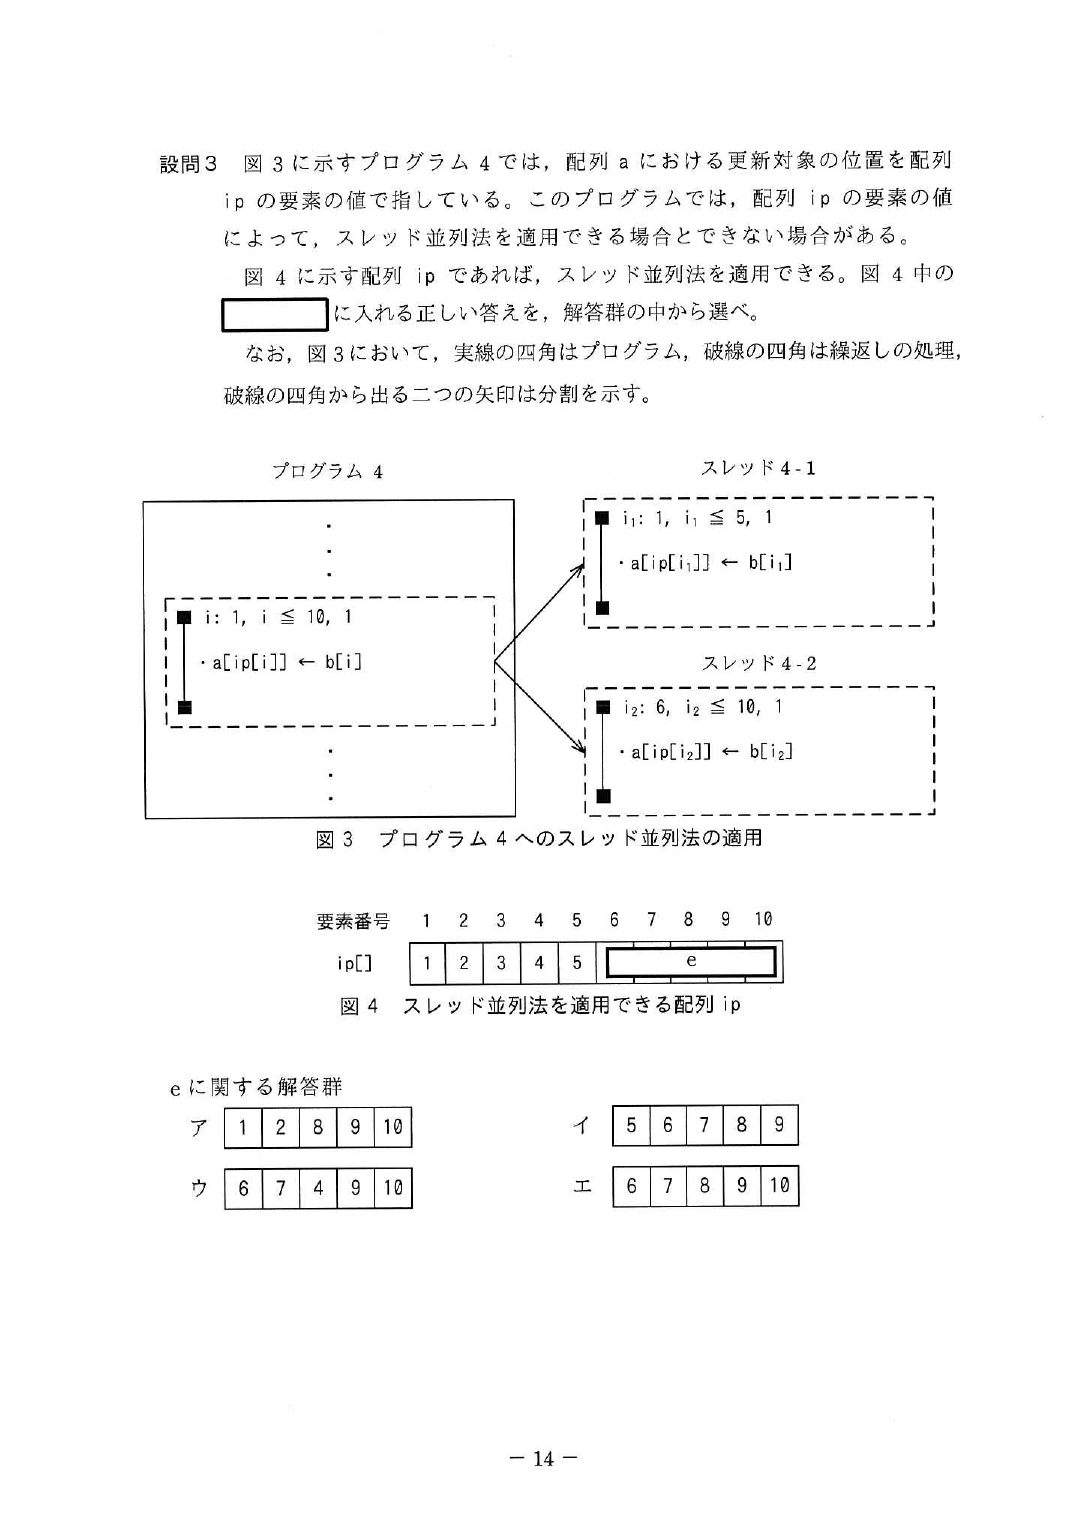 設問3 図 3 に示すプログラム 4 では，配列 a における更新対象の位置を配列
ip の要素の値で指している。このプログラムでは，配列 ip の要素の値
によって，スレッド並列法を適用できる場合とできない場合がある。
図 4 に示す配列 ip であれば，スレッド並列法を適用できる。図 4 中の
に入れる正しい答えを，解答群の中から選べ。
なお，図3において，実線の四角はプログラム，破線の四角は繰返しの処理，
破線の四角から出る二つの矢印は分割を示す。
プログラム 4
・
・
・
■ i: 1, i ≦ 10, 1
・a[ip[i]] ← b[i]
■
・
・
・
スレッド4-1
■ i₁: 1, i₁ ≦ 5, 1
・a[ip[i₁]] ← b[i₁]
■
スレッド4-2
■ i₂: 6, i₂ ≦ 10, 1
・a[ip[i₂]] ← b[i₂]
■
図 3 プログラム 4 へのスレッド並列法の適用
要素番号 1 2 3 4 5 6 7 8 9 10
ip[] 1 2 3 4 5 e
図 4 スレッド並列法を適用できる配列 ip
e に関する解答群
ア 1 2 8 9 10
イ 5 6 7 8 9
ウ 6 7 4 9 10
エ 6 7 8 9 10
－ 14 －